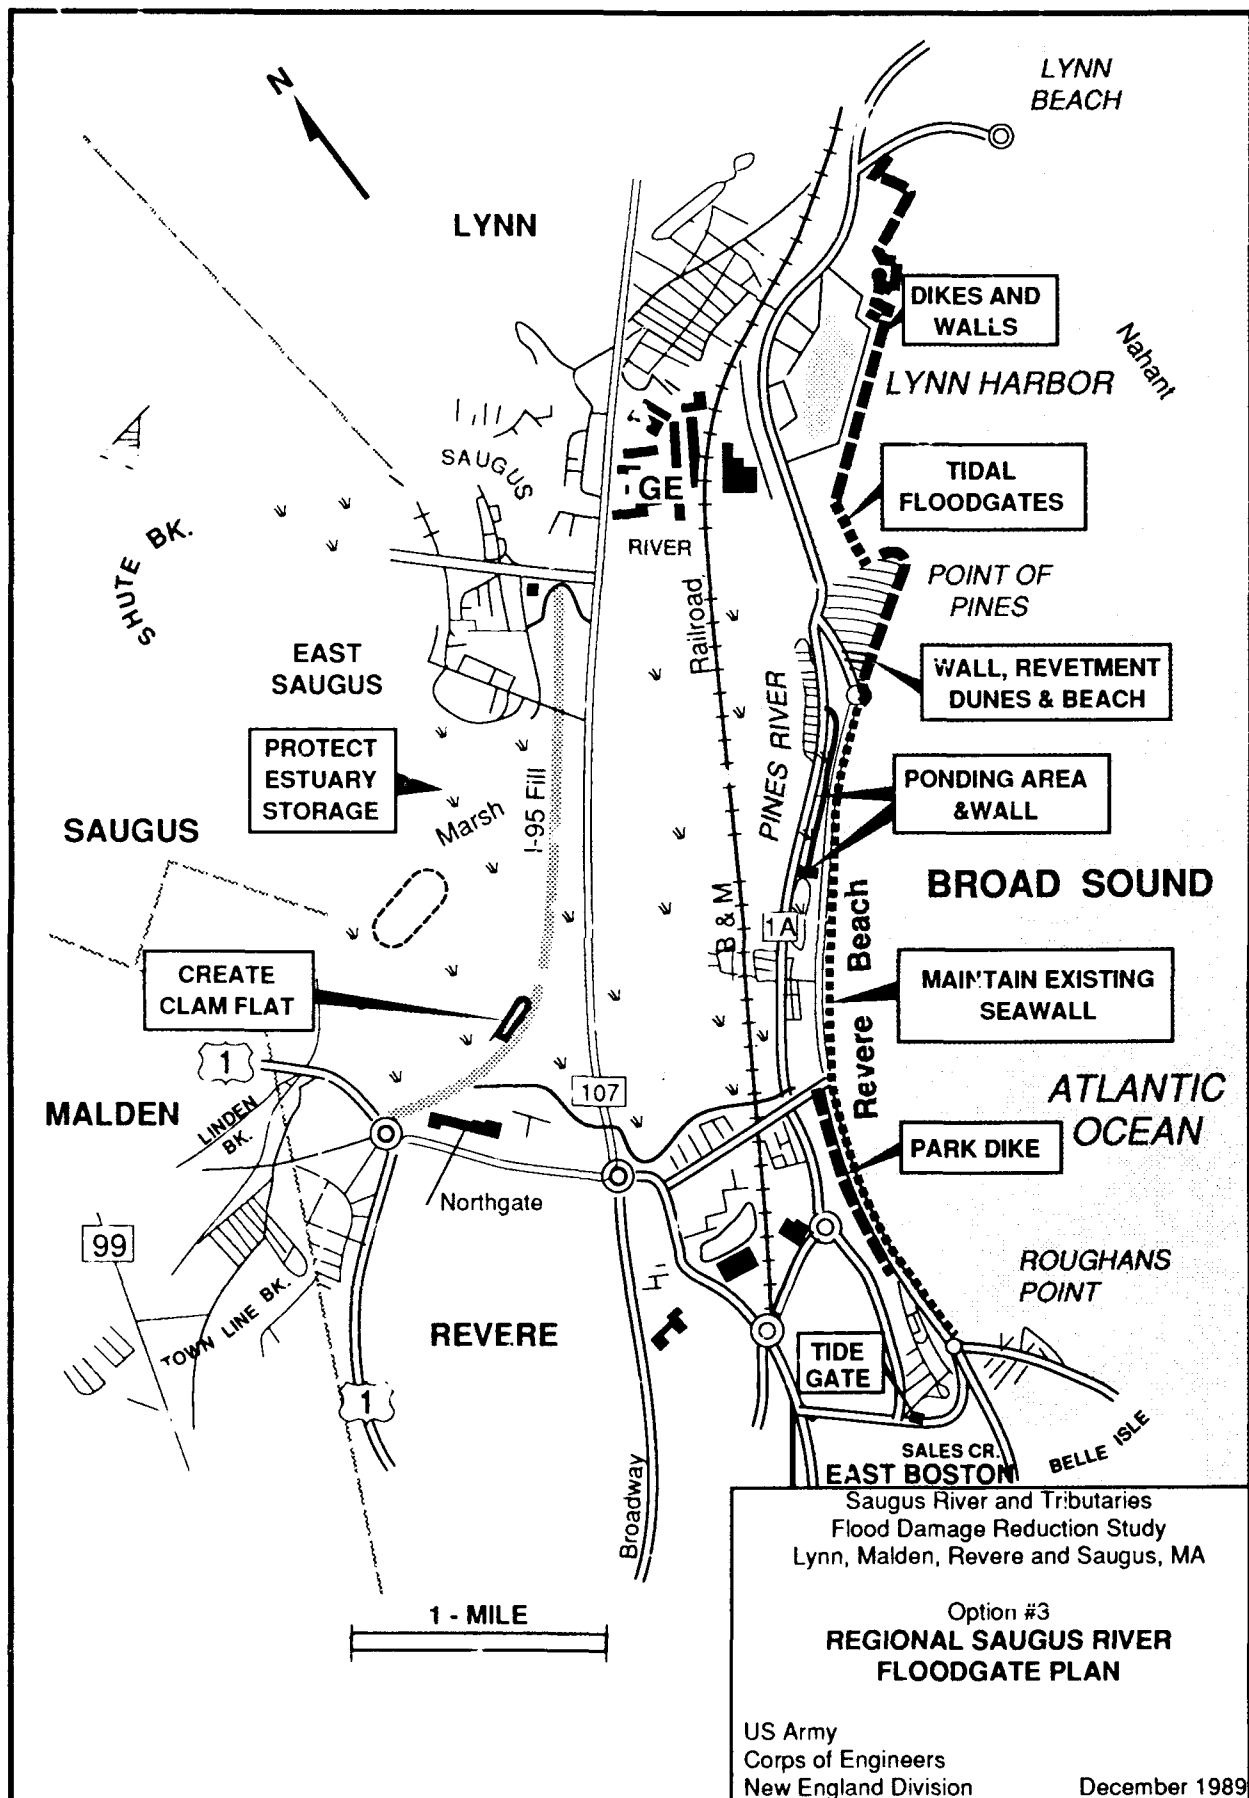 LYNN
BEACH
N
LYNN
DIKES AND
WALLS
Nahant
LYNN HARBOR
SAUGUS
GE
TIDAL
FLOODGATES
SHUTE BK.
RIVER
POINT OF
PINES
Railroad
EAST
SAUGUS
WALL, REVETMENT
DUNES & BEACH
PINES RIVER
PROTECT
ESTUARY
STORAGE
PONDING AREA
&WALL
I-95 Fill
Marsh
SAUGUS
BROAD SOUND
B & M
1A
Revere Beach
CREATE
CLAM FLAT
MAINTAIN EXISTING
SEAWALL
1
107
MALDEN
LINDEN
BK.
ATLANTIC
OCEAN
PARK DIKE
Northgate
99
ROUGHANS
POINT
TOWN LINE BK.
REVERE
TIDE
GATE
1
BELLE ISLE
SALES CR.
EAST BOSTON
Broadway
Saugus River and Tributaries
Flood Damage Reduction Study
Lynn, Malden, Revere and Saugus, MA
1 - MILE
Option #3
REGIONAL SAUGUS RIVER
FLOODGATE PLAN
US Army
Corps of Engineers
New England Division December 1989